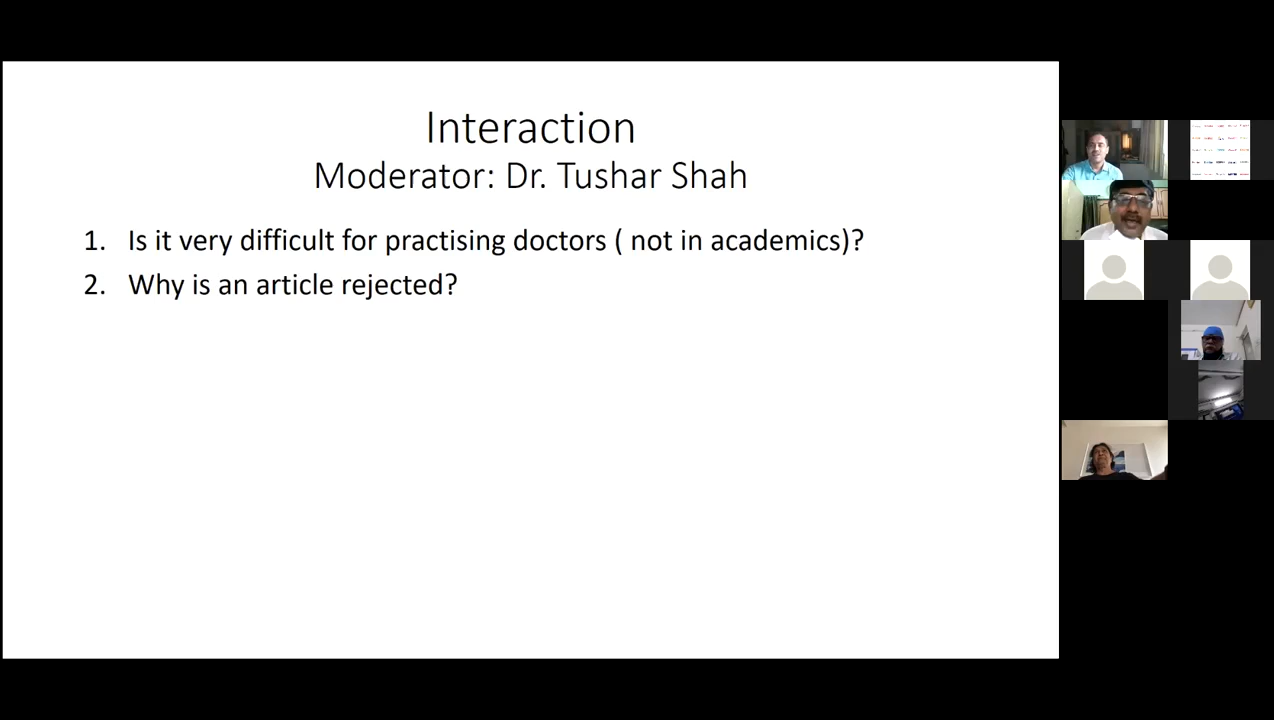 Interaction
Moderator: Dr. Tushar Shah
1. Is it very difficult for practising doctors ( not in academics)?
2. Why is an article rejected?